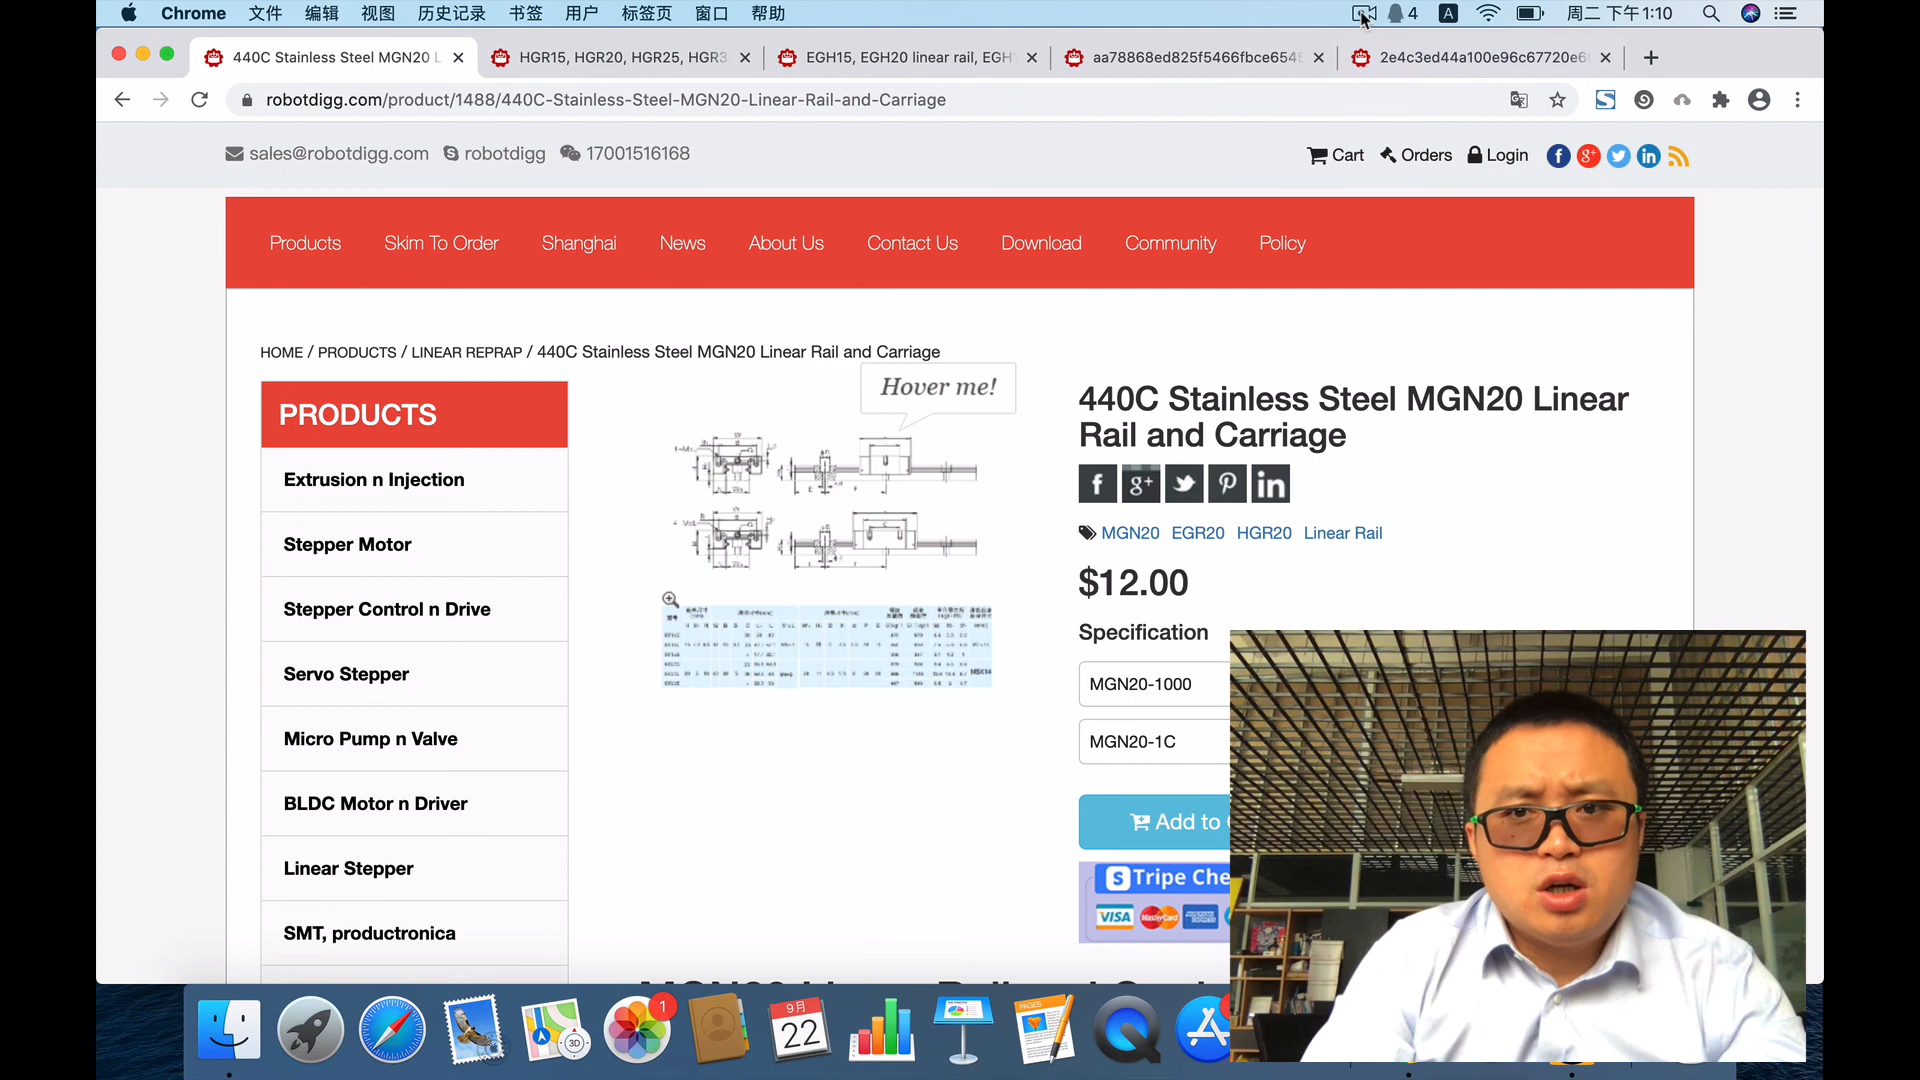 Chrome 文件 编辑 视图 历史记录 书签 用户 标签页 窗口 帮助 4 A 周二 下午1:10
440C Stainless Steel MGN20 L HGR15, HGR20, HGR25, HGR3 EGH15, EGH20 linear rail, EGH aa78868ed825f5466fbce654 2e4c3ed44a100e96c67720e6
robotdigg.com/product/1488/440C-Stainless-Steel-MGN20-Linear-Rail-and-Carriage
sales@robotdigg.com robotdigg 17001516168 Cart Orders Login
Products Skim To Order Shanghai News About Us Contact Us Download Community Policy
HOME / PRODUCTS / LINEAR REPRAP / 440C Stainless Steel MGN20 Linear Rail and Carriage
PRODUCTS
Extrusion n Injection
Stepper Motor
Stepper Control n Drive
Servo Stepper
Micro Pump n Valve
BLDC Motor n Driver
Linear Stepper
SMT, productronica
Hover me!
440C Stainless Steel MGN20 Linear
Rail and Carriage
MGN20 EGR20 HGR20 Linear Rail
$12.00
Specification
MGN20-1000
MGN20-1C
Add to
Tripe Che
VISA MasterCard
1
3D
9月
22
PAGES